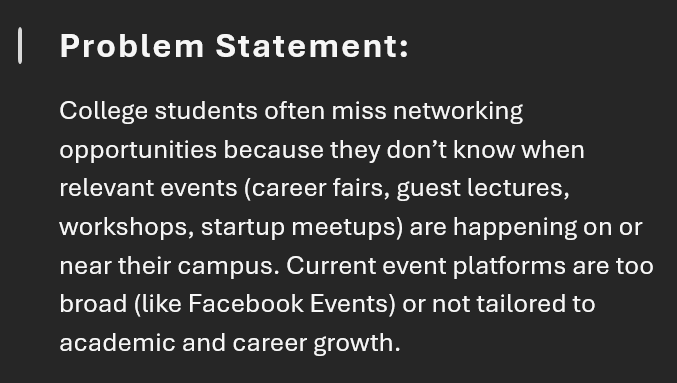 Problem Statement:
College students often miss networking
opportunities because they don’t know when
relevant events (career fairs, guest lectures,
workshops, startup meetups) are happening on or
near their campus. Current event platforms are too
broad (like Facebook Events) or not tailored to
academic and career growth.